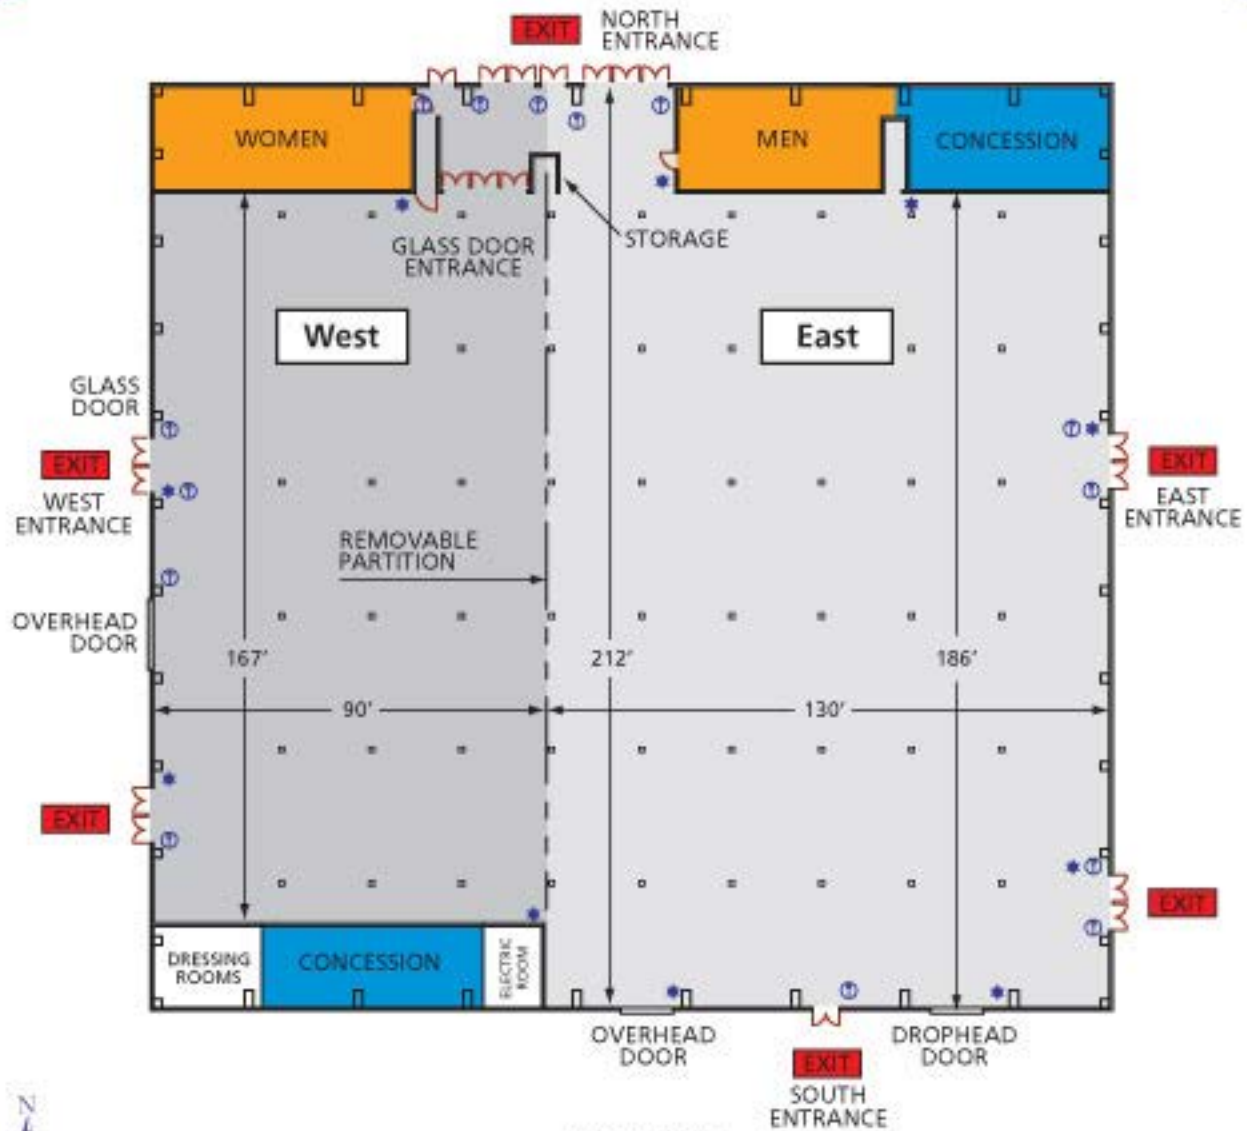 EXIT
NORTH
ENTRANCE
WOMEN
MEN
CONCESSION
GLASS DOOR
ENTRANCE
STORAGE
West
East
GLASS
DOOR
EXIT
WEST
ENTRANCE
EXIT
EAST
ENTRANCE
REMOVABLE
PARTITION
OVERHEAD
DOOR
167'
212'
186'
90'
130'
EXIT
EXIT
DRESSING
ROOMS
CONCESSION
ELECTRIC
ROOM
OVERHEAD
DOOR
DROPHEAD
DOOR
EXIT
SOUTH
ENTRANCE
N